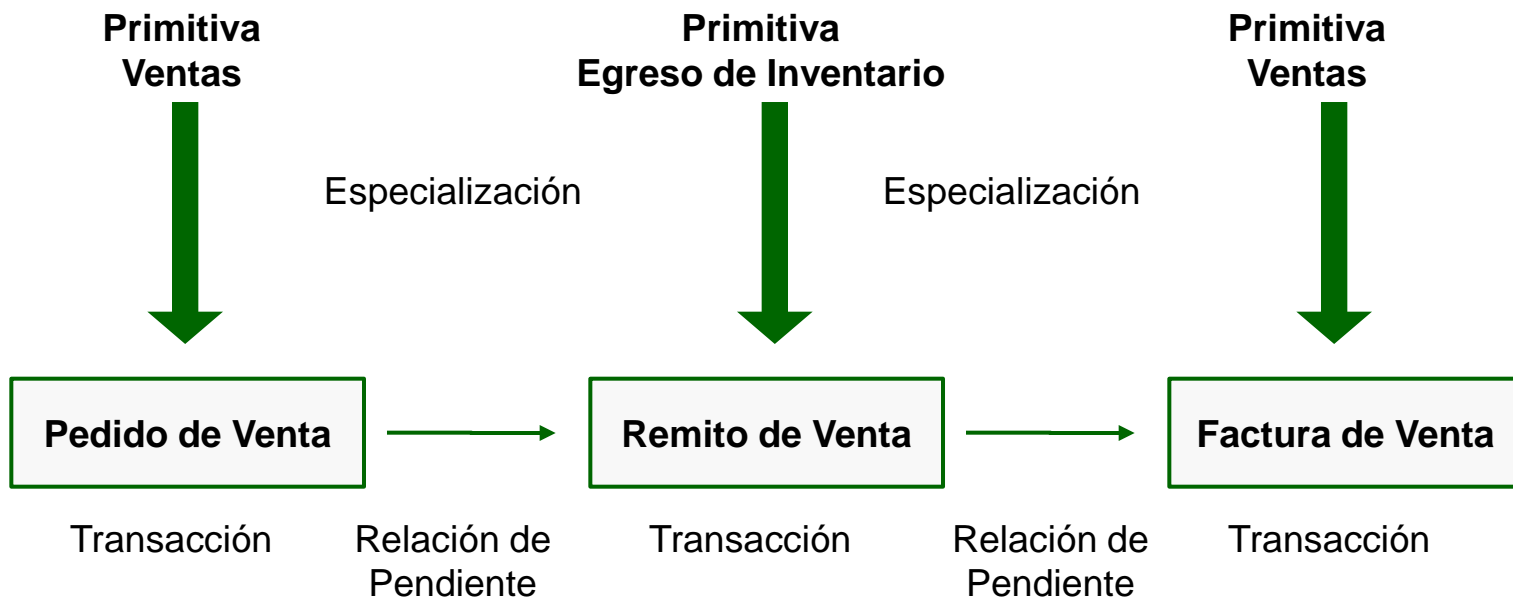 Primitiva
Ventas
Primitiva
Egreso de Inventario
Primitiva
Ventas
Especialización
Especialización
Pedido de Venta
Remito de Venta
Factura de Venta
Transacción
Relación de
Pendiente
Transacción
Relación de
Pendiente
Transacción